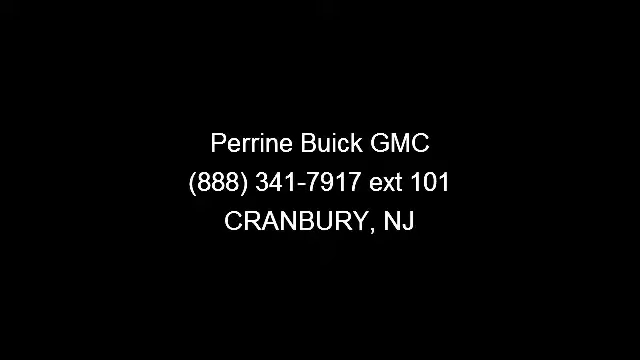 Perrine Buick GMC
(888) 341-7917 ext 101
CRANBURY, NJ